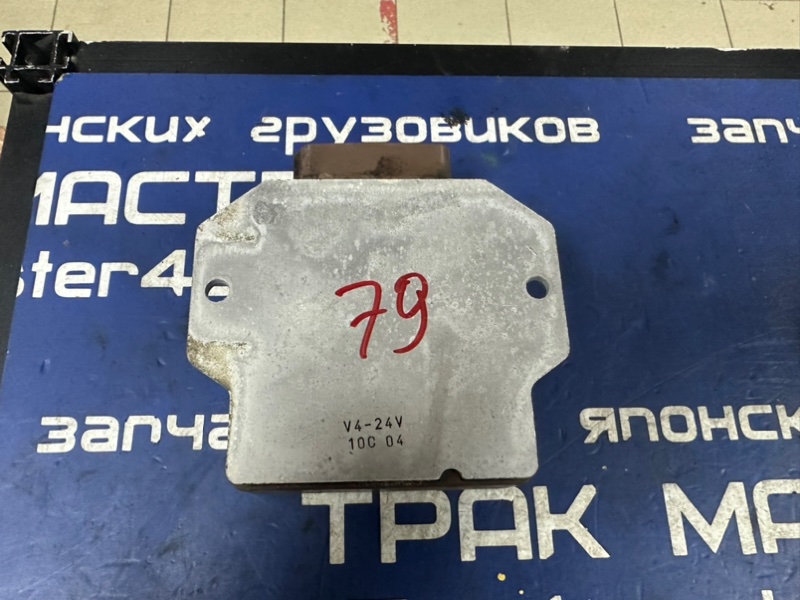 нских грузовиков запч
МАСТ
ster4
79
V4-24V
10C 04
запча японск
ТРАК МА